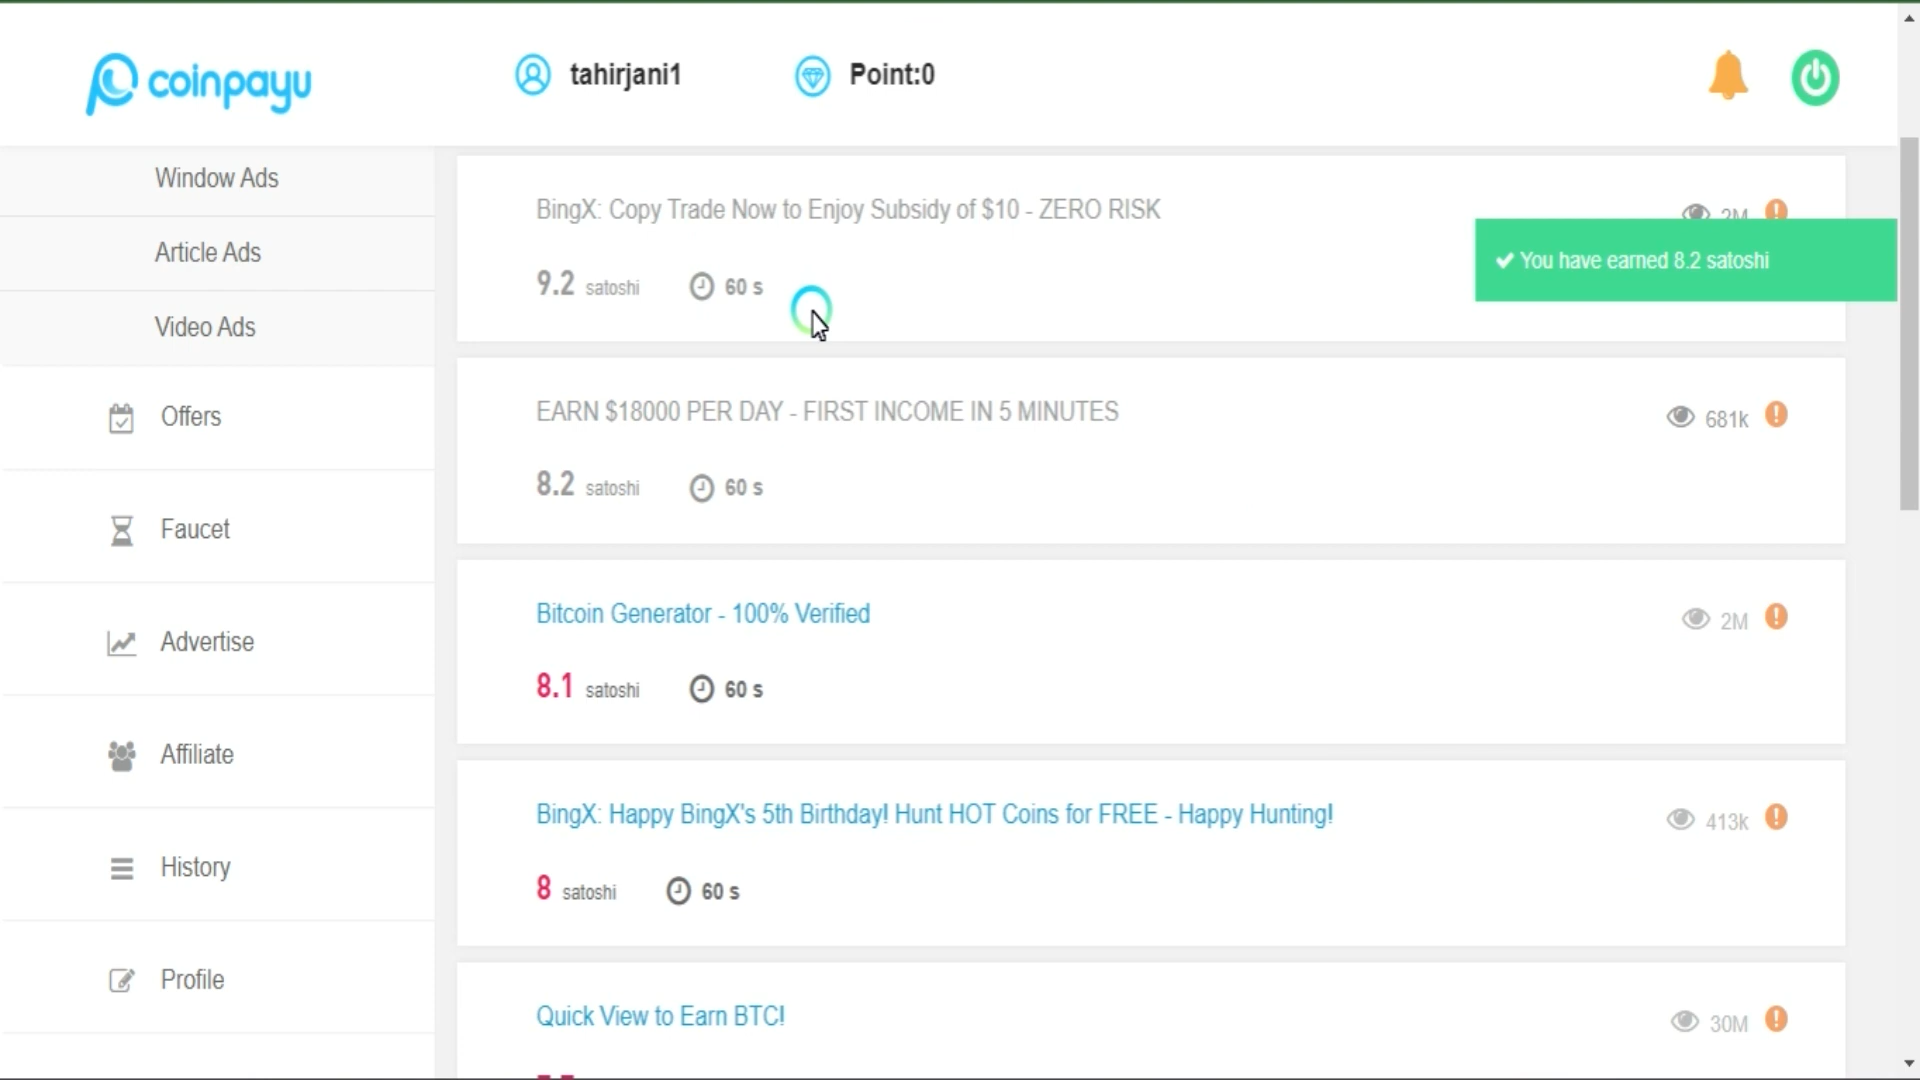 coinpayu
tahirjani1
Point:0
Window Ads
Article Ads
Video Ads
Offers
Faucet
Advertise
Affiliate
History
Profile
BingX: Copy Trade Now to Enjoy Subsidy of $10 - ZERO RISK
2M
9.2 satoshi 60 s
You have earned 8.2 satoshi
EARN $18000 PER DAY - FIRST INCOME IN 5 MINUTES
681k
8.2 satoshi 60 s
Bitcoin Generator - 100% Verified
2M
8.1 satoshi 60 s
BingX: Happy BingX's 5th Birthday! Hunt HOT Coins for FREE - Happy Hunting!
413k
8 satoshi 60 s
Quick View to Earn BTC!
30M